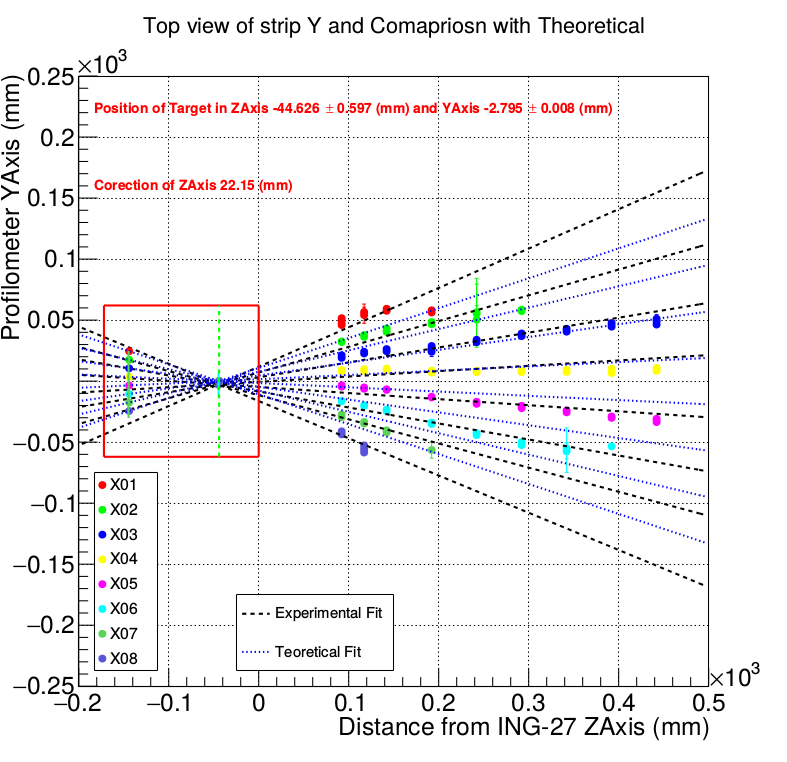 Top view of strip Y and Comapriosn with Theoretical
×10³
Profilometer YAxis (mm)
0.25
0.2
0.15
0.1
0.05
0
−0.05
−0.1
−0.15
−0.2
−0.25
Position of Target in ZAxis -44.626 ± 0.597 (mm) and YAxis -2.795 ± 0.008 (mm)
Corection of ZAxis 22.15 (mm)
X01
X02
X03
X04
X05
X06
X07
X08
Experimental Fit
Teoretical Fit
−0.2 −0.1 0 0.1 0.2 0.3 0.4 0.5
×10³
Distance from ING-27 ZAxis (mm)